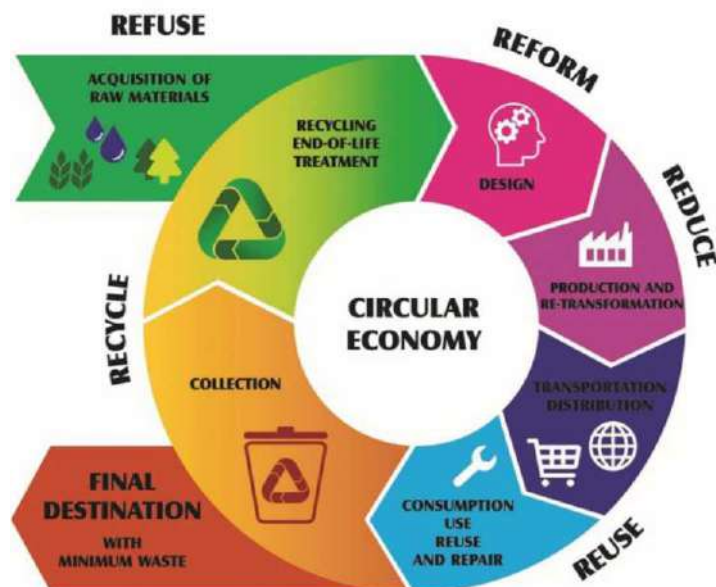 REFUSE
ACQUISITION OF
RAW MATERIALS
RECYCLING
END-OF-LIFE
TREATMENT
REFORM
DESIGN
REDUCE
PRODUCTION AND
RE-TRANSFORMATION
CIRCULAR
ECONOMY
TRANSPORTATION
DISTRIBUTION
REUSE
CONSUMPTION
USE
REUSE
AND REPAIR
RECYCLE
COLLECTION
FINAL
DESTINATION
WITH
MINIMUM WASTE